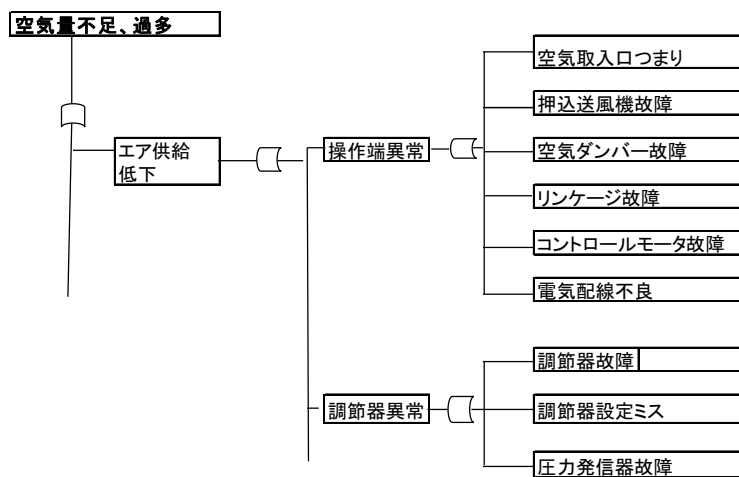 空気量不足、過多
空気取入口つまり
押込送風機故障
エア供給
低下
操作端異常
空気ダンパー故障
リンケージ故障
コントロールモータ故障
電気配線不良
調節器故障
調節器異常
調節器設定ミス
圧力発信器故障